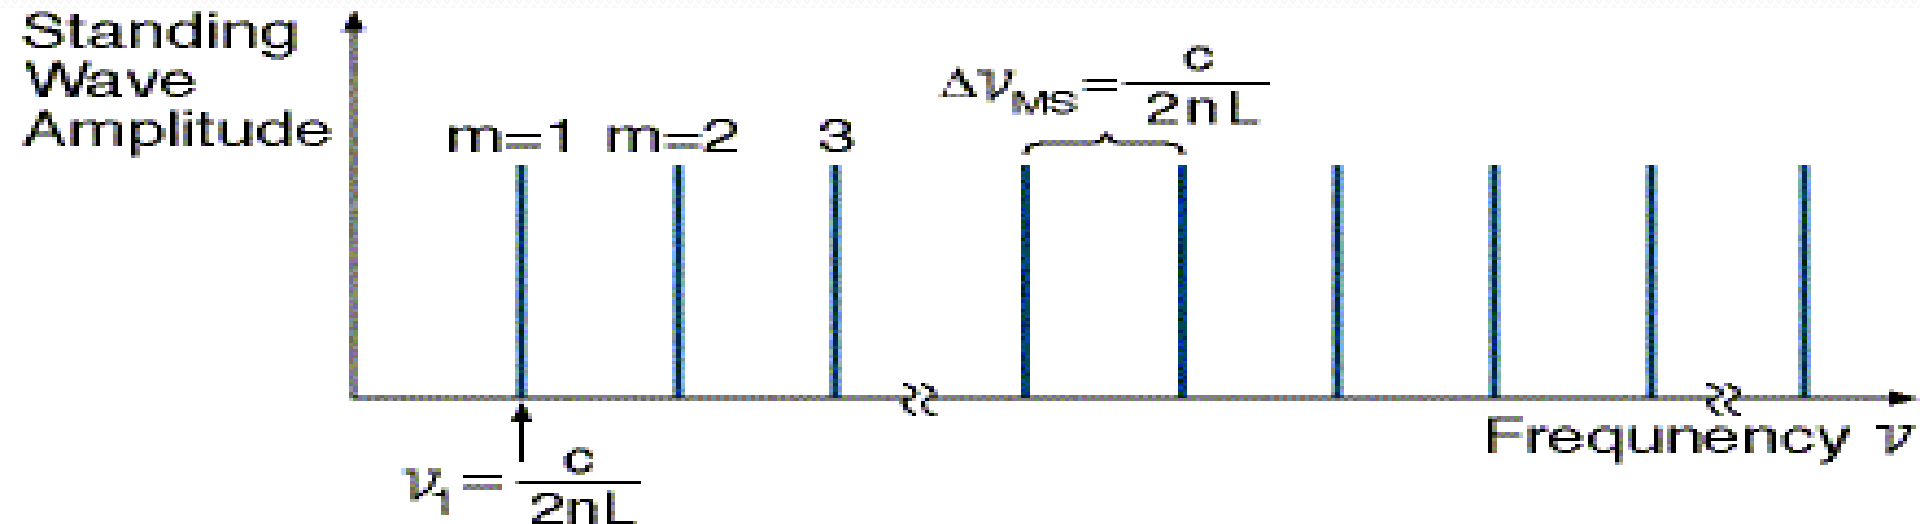 Standing
Wave
Amplitude
m=1 m=2 3
Δν_MS = c / 2nL
Frequnency ν
ν_1 = c / 2nL